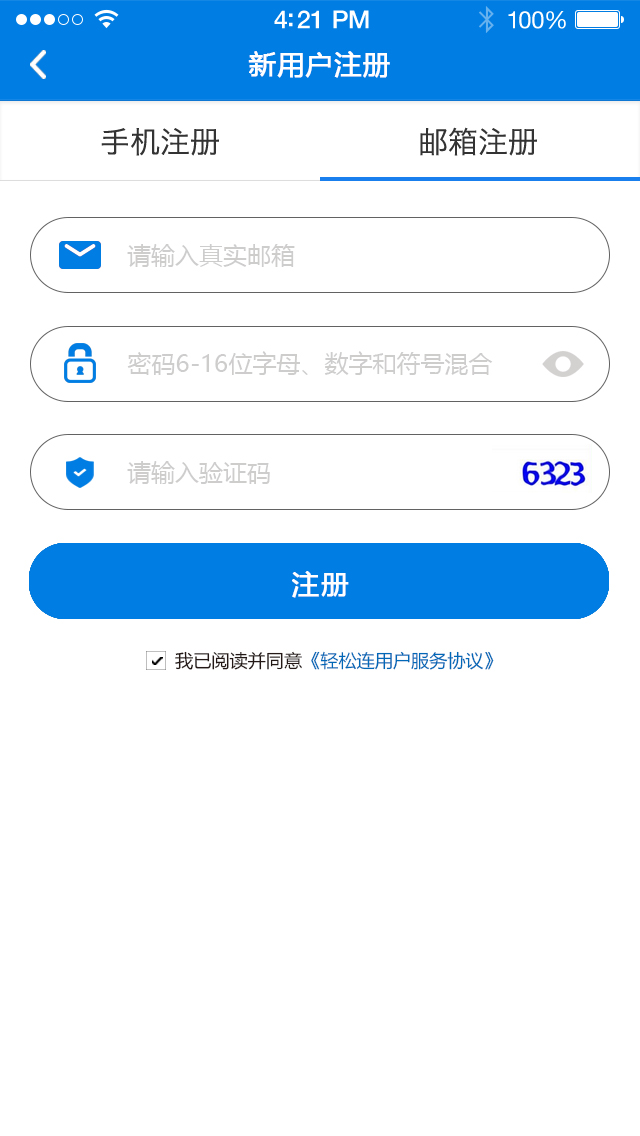 4:21 PM 100%
新用户注册
手机注册 邮箱注册
请输入真实邮箱
密码6-16位字母、数字和符号混合
请输入验证码 6323
注册
我已阅读并同意《轻松连用户服务协议》